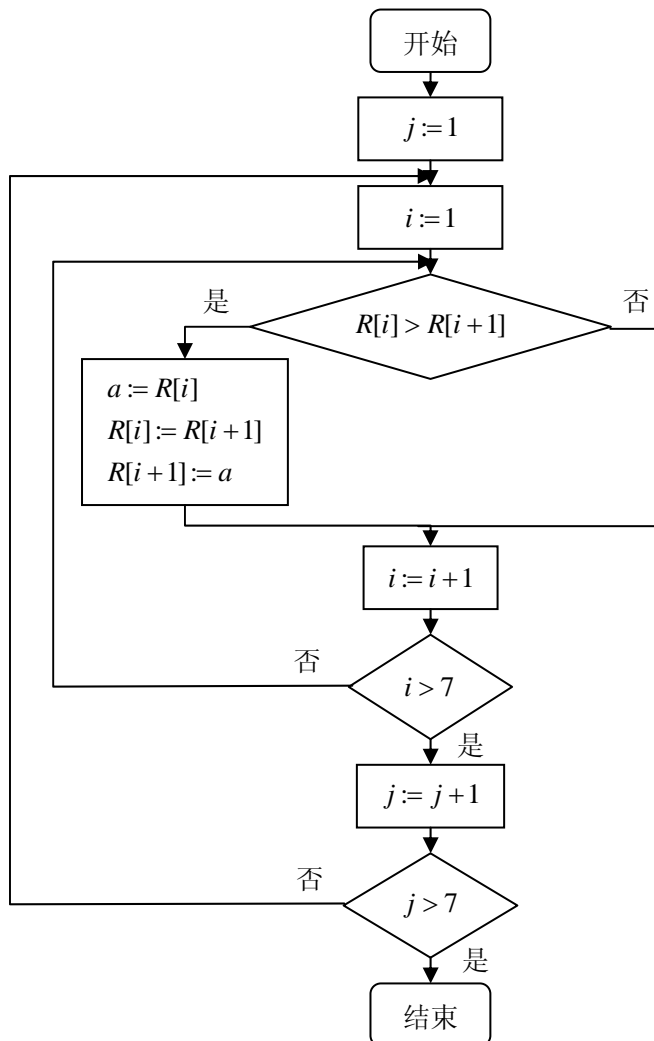 开始
j:=1
i:=1
是
否
R[i]>R[i+1]
a:=R[i]
R[i]:=R[i+1]
R[i+1]:=a
i:=i+1
否
i>7
是
j:=j+1
否
j>7
是
结束